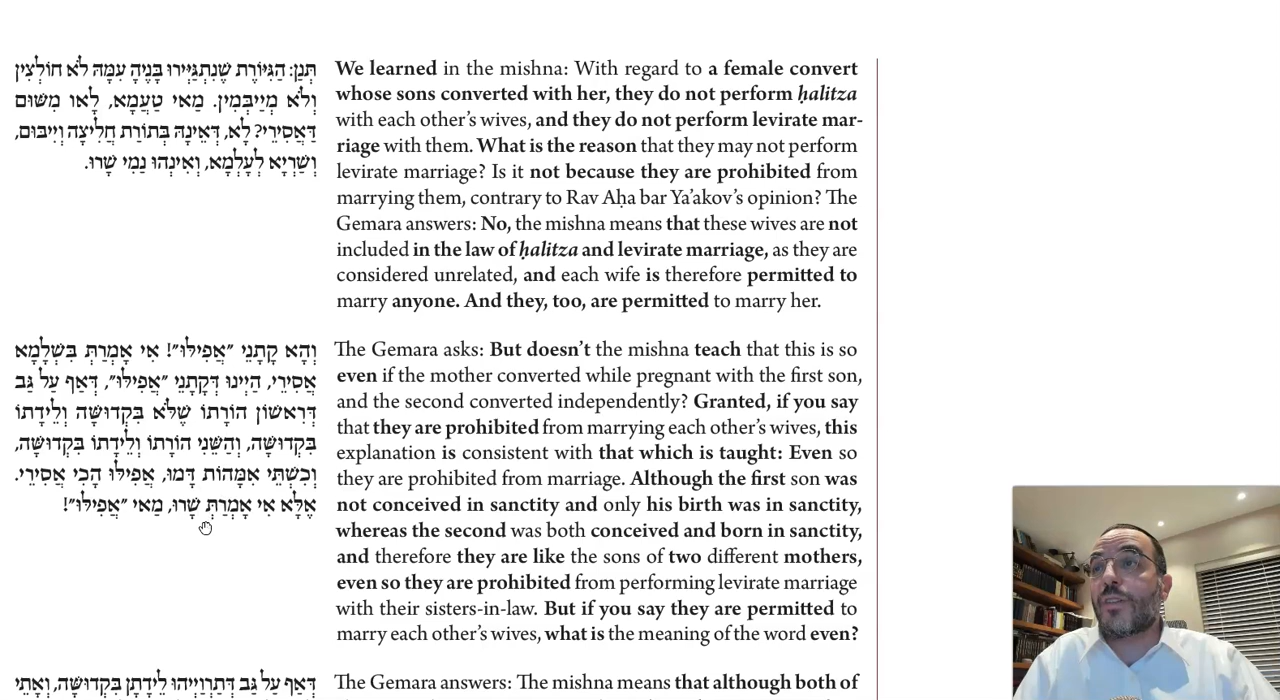 תְּנַן: הַגִּיּוֹרֶת שֶׁנִּתְגַּיְּירוּ בָּנֶיהָ עִמָּהּ לֹא חוֹלְצִין
וְלֹא מְיַיבְּמִין. מַאי טַעְמָא, לָאו מִשּׁוּם
דַּאֲסִירִי? לָא, דְּאֵינָהּ בְּתוֹרַת חֲלִיצָה וְיִיבּוּם,
וְשַׁרְיָא לְעָלְמָא, וְאִינְהוּ נַמִי שָׁרוּ.
We learned in the mishna: With regard to a female convert
whose sons converted with her, they do not perform ḥalitza
with each other’s wives, and they do not perform levirate mar-
riage with them. What is the reason that they may not perform
levirate marriage? Is it not because they are prohibited from
marrying them, contrary to Rav Aḥa bar Ya’akov’s opinion? The
Gemara answers: No, the mishna means that these wives are not
included in the law of ḥalitza and levirate marriage, as they are
considered unrelated, and each wife is therefore permitted to
marry anyone. And they, too, are permitted to marry her.
וְהָא קָתָנֵי ״אֲפִילּוּ״! אִי אָמְרַתְּ בִּשְׁלָמָא
אֲסִירִי, הַיְינוּ דְּקָתָנֵי ״אֲפִילּוּ״, דְּאַף עַל גַּב
דְּרִאשׁוֹן הוֹרָתוֹ שֶׁלֹּא בִּקְדוּשָּׁה וְלֵידָתוֹ
בִּקְדוּשָּׁה, וְהַשֵּׁנִי הוֹרָתוֹ וְלֵידָתוֹ בִּקְדוּשָּׁה,
וְכִשְׁתֵּי אִמָּהוֹת דָּמוּ, אֲפִילּוּ הָכִי אֲסִירִי.
אֶלָּא אִי אָמְרַתְּ שָׁרוּ, מַאי ״אֲפִילּוּ״!
The Gemara asks: But doesn’t the mishna teach that this is so
even if the mother converted while pregnant with the first son,
and the second converted independently? Granted, if you say
that they are prohibited from marrying each other’s wives, this
explanation is consistent with that which is taught: Even so
they are prohibited from marriage. Although the first son was
not conceived in sanctity and only his birth was in sanctity,
whereas the second was both conceived and born in sanctity,
and therefore they are like the sons of two different mothers,
even so they are prohibited from performing levirate marriage
with their sisters-in-law. But if you say they are permitted to
marry each other’s wives, what is the meaning of the word even?
דְּאַף עַל גַּב דְּתַרְוַיְיהוּ לֵידָתָן בִּקְדוּשָּׁה, וְאָתֵי
The Gemara answers: The mishna means that although both of